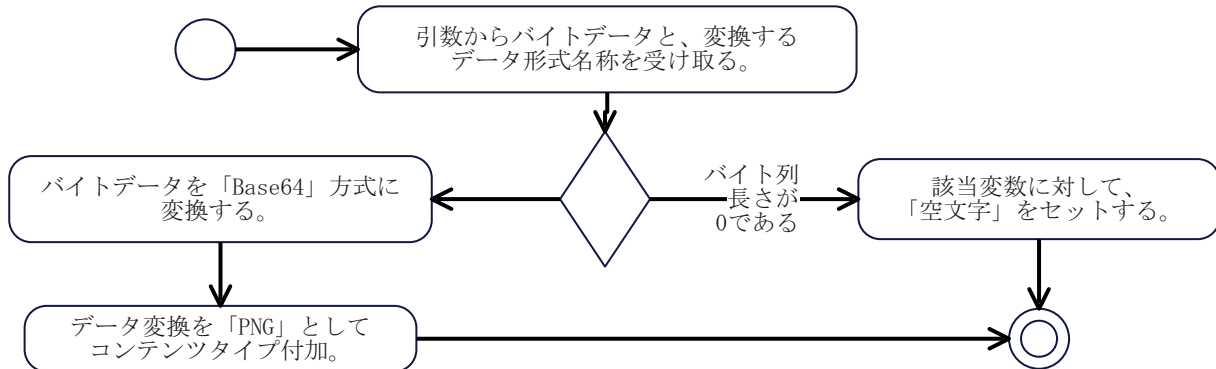 引数からバイトデータと、変換する
データ形式名称を受け取る。
バイトデータを「Base64」方式に
変換する。
バイト列
長さが
0である
該当変数に対して、
「空文字」をセットする。
データ変換を「PNG」として
コンテンツタイプ付加。